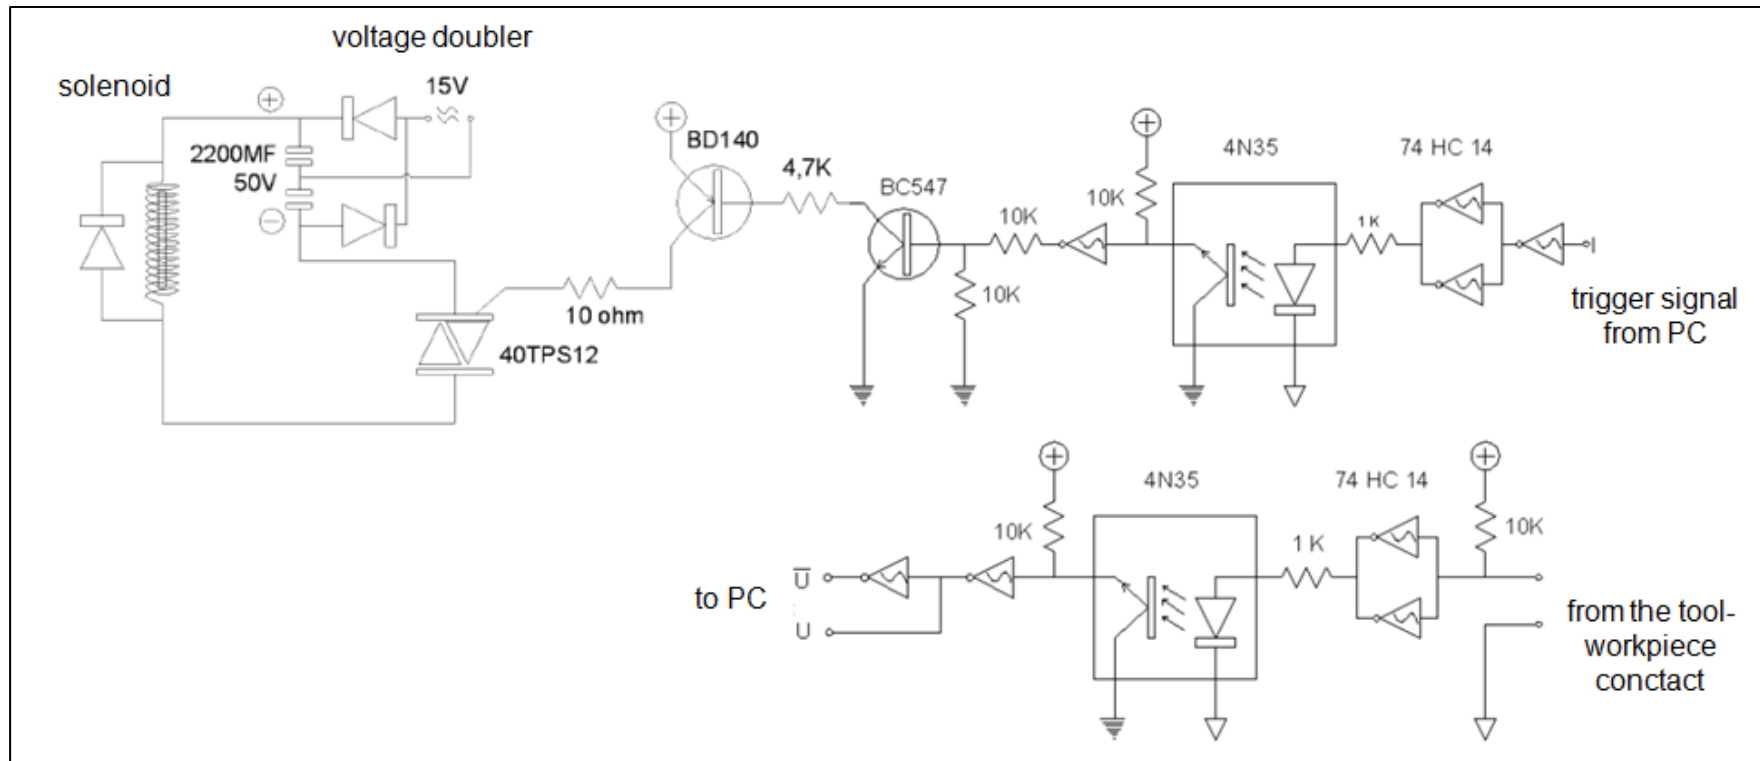 voltage doubler
solenoid
15V
2200MF
50V
BD140
4,7K
BC547
10K
10K
10K
4N35
74 HC 14
1K
10 ohm
40TPS12
trigger signal
from PC
4N35
74 HC 14
10K
1 K
10K
to PC
U̅
U
from the tool-
workpiece
conctact